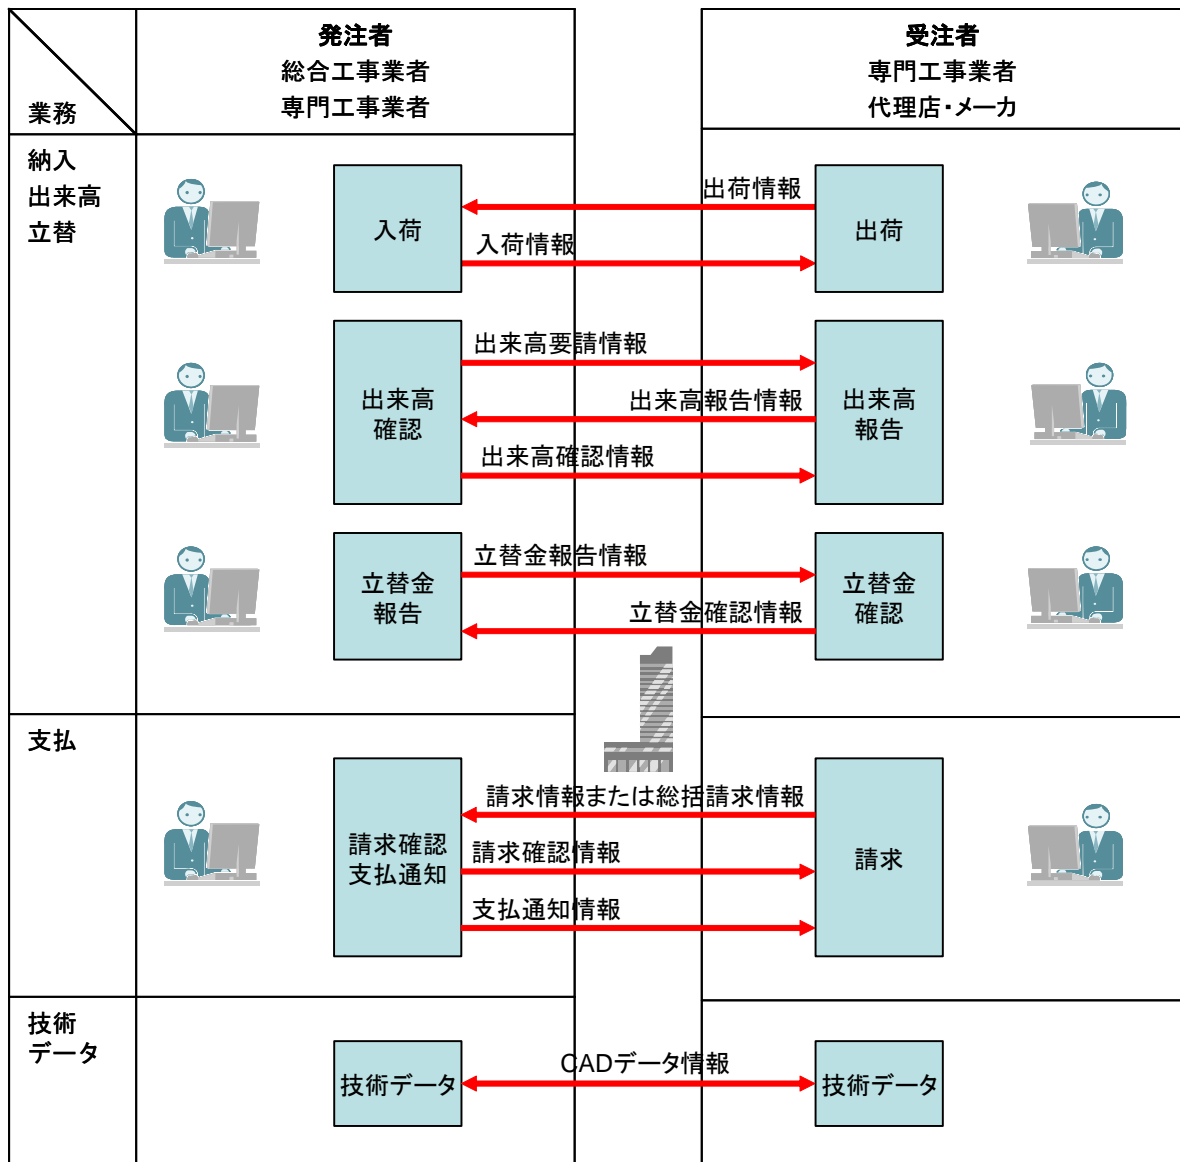 業務
発注者
総合工事業者
専門工事業者
受注者
専門工事業者
代理店・メーカ
納入
出来高
立替
入荷
出荷情報
入荷情報
出荷
出来高
確認
出来高要請情報
出来高報告情報
出来高確認情報
出来高
報告
立替金
報告
立替金報告情報
立替金確認情報
立替金
確認
支払
請求確認
支払通知
請求情報または総括請求情報
請求確認情報
支払通知情報
請求
技術
データ
技術データ
CADデータ情報
技術データ